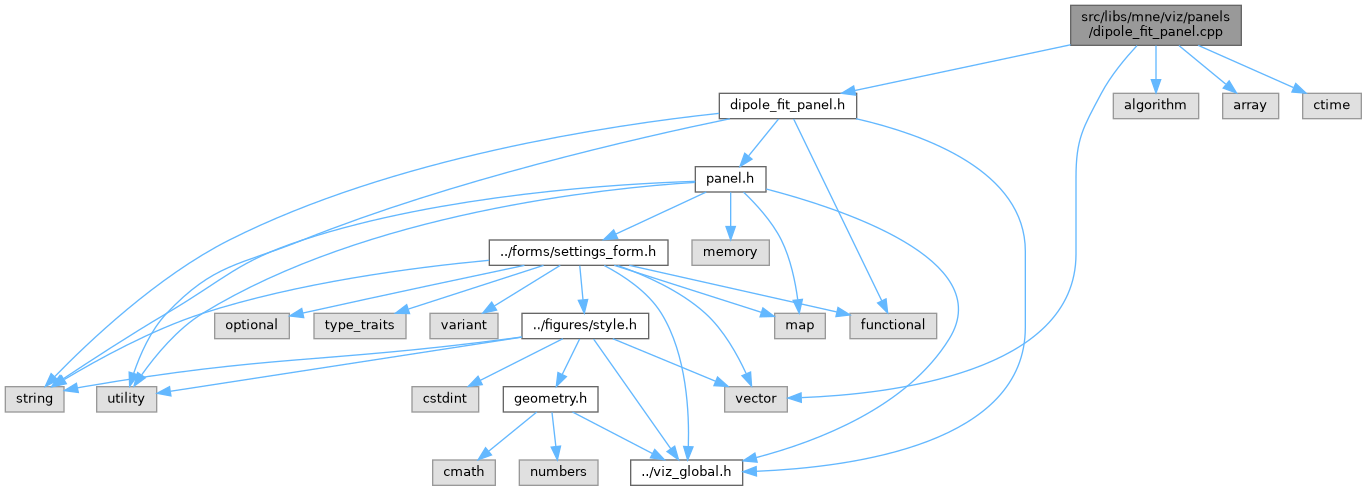 src/libs/mne/viz/panels
/dipole_fit_panel.cpp
dipole_fit_panel.h
algorithm
array
ctime
panel.h
../forms/settings_form.h
memory
optional
type_traits
variant
../figures/style.h
map
functional
string
utility
cstdint
geometry.h
vector
cmath
numbers
../viz_global.h